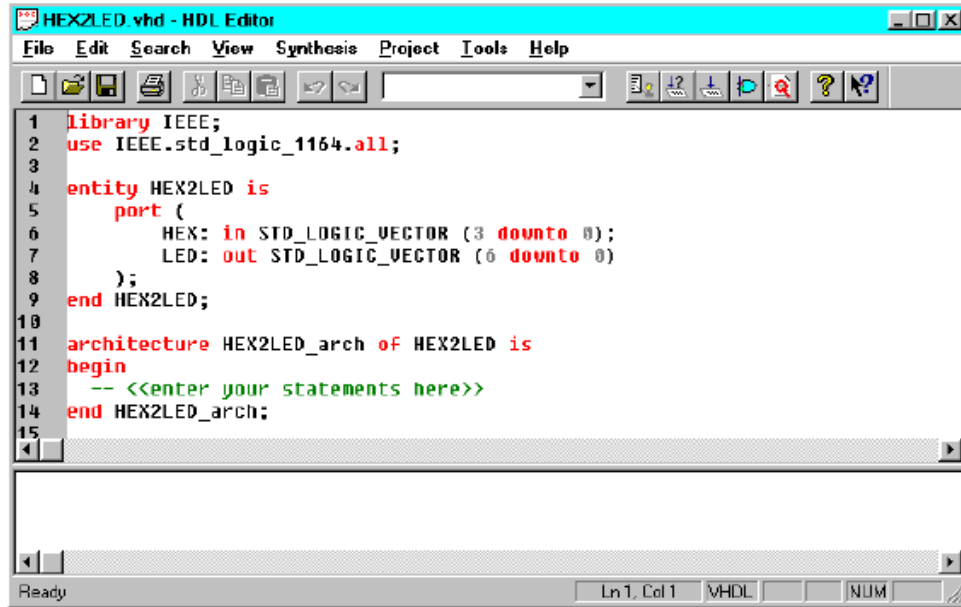 HEX2LED.vhd - HDL Editor
File Edit Search View Synthesis Project Tools Help
1 library IEEE;
2 use IEEE.std_logic_1164.all;
3
4 entity HEX2LED is
5 port (
6 HEX: in STD_LOGIC_VECTOR (3 downto 0);
7 LED: out STD_LOGIC_VECTOR (6 downto 0)
8 );
9 end HEX2LED;
10
11 architecture HEX2LED_arch of HEX2LED is
12 begin
13 -- <<enter your statements here>>
14 end HEX2LED_arch;
15
Ready Ln 1, Col 1 VHDL NUM